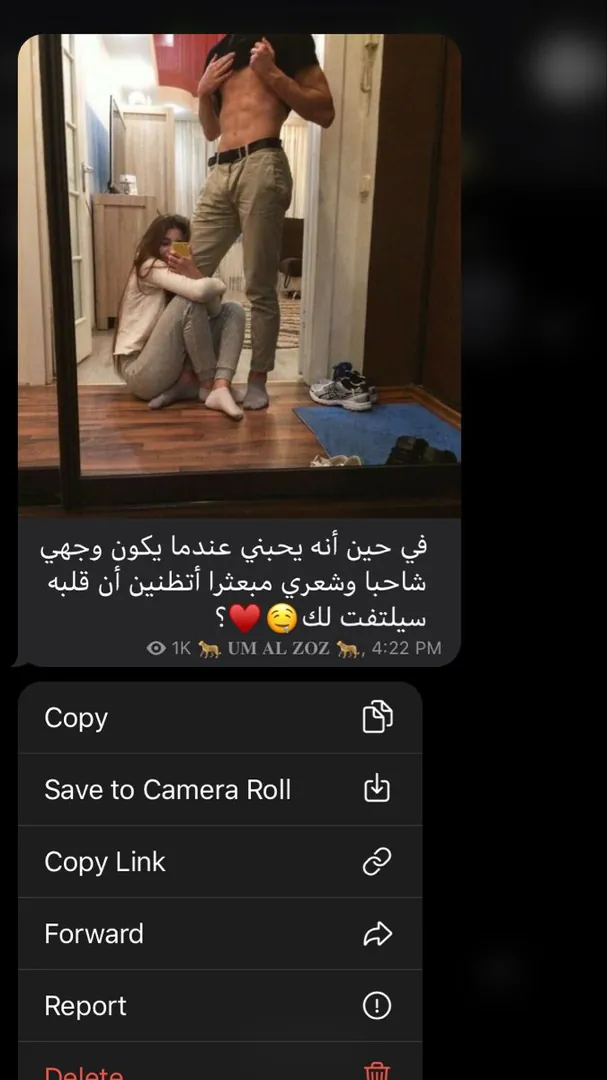 في حين أنه يحبني عندما يكون وجهي
شاحبا وشعري مبعثرا أتظنين أن قلبه
سيلتفت لك🤤♥️؟
1K 🐆 𝐔𝐌 𝐀𝐋 𝐙𝐎𝐙 🐆, 4:22 PM
Copy
Save to Camera Roll
Copy Link
Forward
Report
Delete